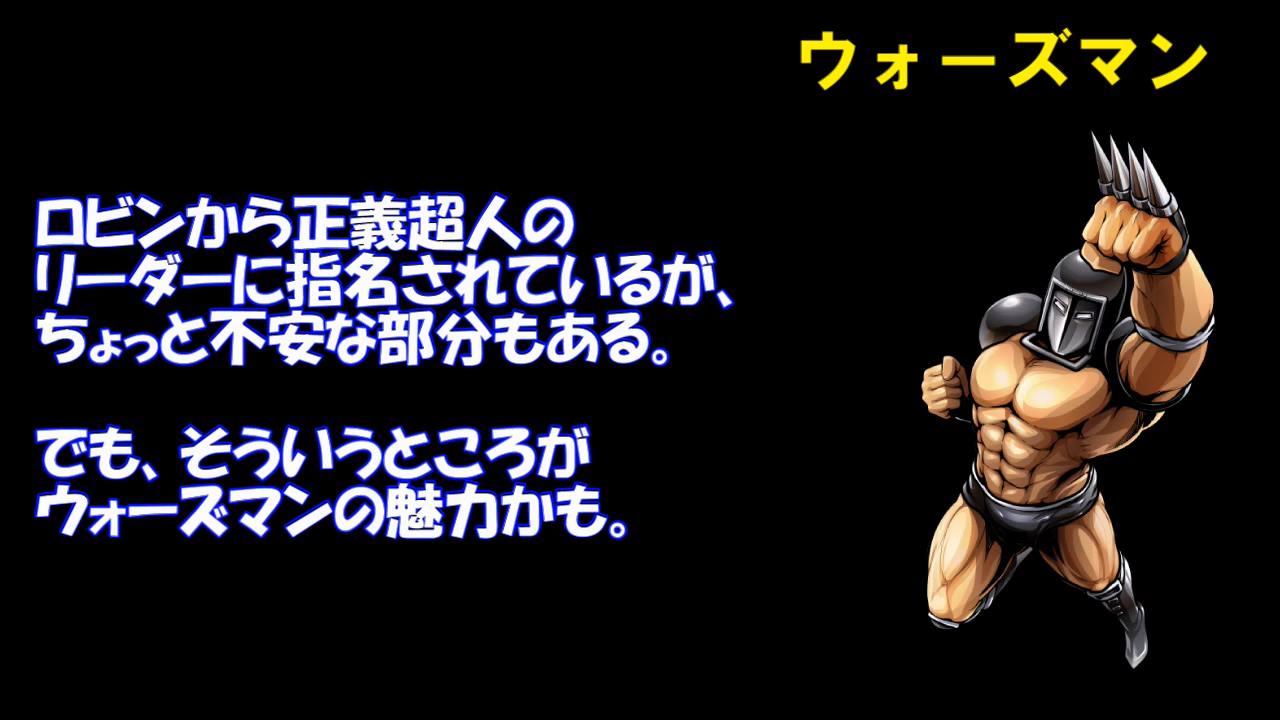 ウォーズマン
ロビンから正義超人の
リーダーに指名されているが、
ちょっと不安な部分もある。
でも、そういうところが
ウォーズマンの魅力かも。